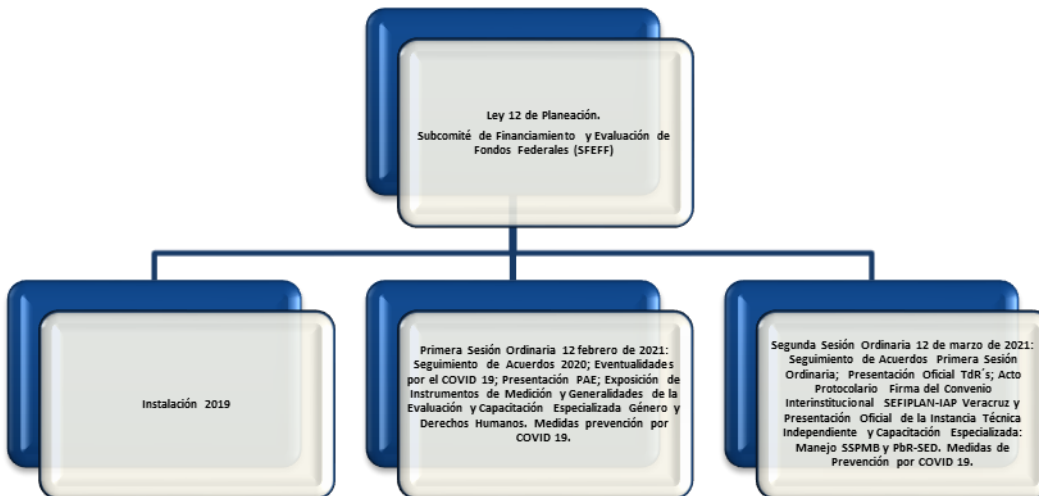 Ley 12 de Planeación.
Subcomité de Financiamiento y Evaluación de
Fondos Federales (SFEFF)
Instalación 2019
Primera Sesión Ordinaria 12 febrero de 2021:
Seguimiento de Acuerdos 2020; Eventualidades
por el COVID 19; Presentación PAE; Exposición de
Instrumentos de Medición y Generalidades de la
Evaluación y Capacitación Especializada Género y
Derechos Humanos. Medidas prevención por
COVID 19.
Segunda Sesión Ordinaria 12 de marzo de 2021:
Seguimiento de Acuerdos Primera Sesión
Ordinaria; Presentación Oficial TdR´s; Acto
Protocolario Firma del Convenio
Interinstitucional SEFIPLAN-IAP Veracruz y
Presentación Oficial de la Instancia Técnica
Independiente y Capacitación Especializada:
Manejo SSPMB y PbR-SED. Medidas de
Prevención por COVID 19.